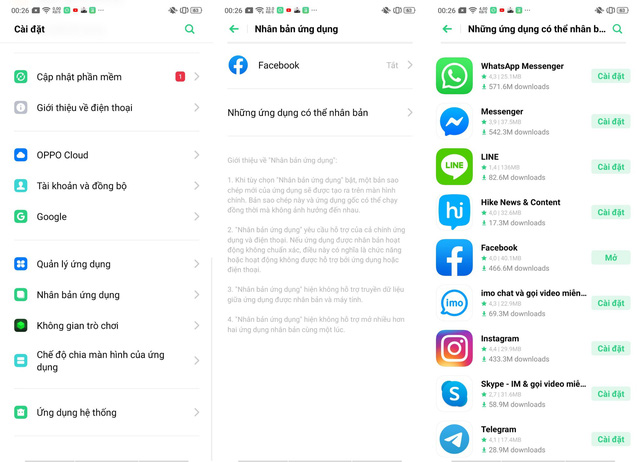 00:26
Cài đặt
Cập nhật phần mềm 1
Giới thiệu về điện thoại
OPPO Cloud
Tài khoản và đồng bộ
Google
Quản lý ứng dụng
Nhân bản ứng dụng
Không gian trò chơi
Chế độ chia màn hình của ứng
dụng
Ứng dụng hệ thống
00:26
Nhân bản ứng dụng
Facebook Tắt
Những ứng dụng có thể nhân bản
Giới thiệu về "Nhân bản ứng dụng":
1. Khi tùy chọn "Nhân bản ứng dụng" bật, một bản sao
chép mới của ứng dụng sẽ được tạo ra trên màn hình
chính. Bản sao chép này và ứng dụng gốc có thể chạy
đồng thời mà không ảnh hưởng đến nhau.
2. "Nhân bản ứng dụng" yêu cầu hỗ trợ của cả chính ứng
dụng và điện thoại. Nếu ứng dụng được nhân bản hoạt
động không chuẩn xác, điều này có nghĩa là chức năng
hoặc hoạt động không được hỗ trợ bởi ứng dụng hoặc
điện thoại.
3. "Nhân bản ứng dụng" hiện không hỗ trợ truyền dữ liệu
giữa ứng dụng được nhân bản và máy tính.
4. "Nhân bản ứng dụng" hiện không hỗ trợ mở nhiều hơn
hai ứng dụng nhân bản cùng một lúc.
00:26
Những ứng dụng có thể nhân b...
WhatsApp Messenger
4,3 | 25.1MB
571.6M downloads
Cài đặt
Messenger
3,9 | 37.5MB
542.3M downloads
Cài đặt
LINE
LINE
1,4 | 136MB
82.6M downloads
Cài đặt
hi
Hike News & Content
4,0 | 32.6MB
17.3M downloads
Cài đặt
Facebook
4,0 | 40.1MB
466.6M downloads
Mở
imo
imo chat và gọi video miễn...
4,3 | 22.9MB
69.3M downloads
Cài đặt
Instagram
4,4 | 29.9MB
433.3M downloads
Cài đặt
Skype - IM & gọi video miễ...
2,7 | 31.6MB
58.9M downloads
Cài đặt
Telegram
4,1 | 17.4MB
28.9M downloads
Cài đặt